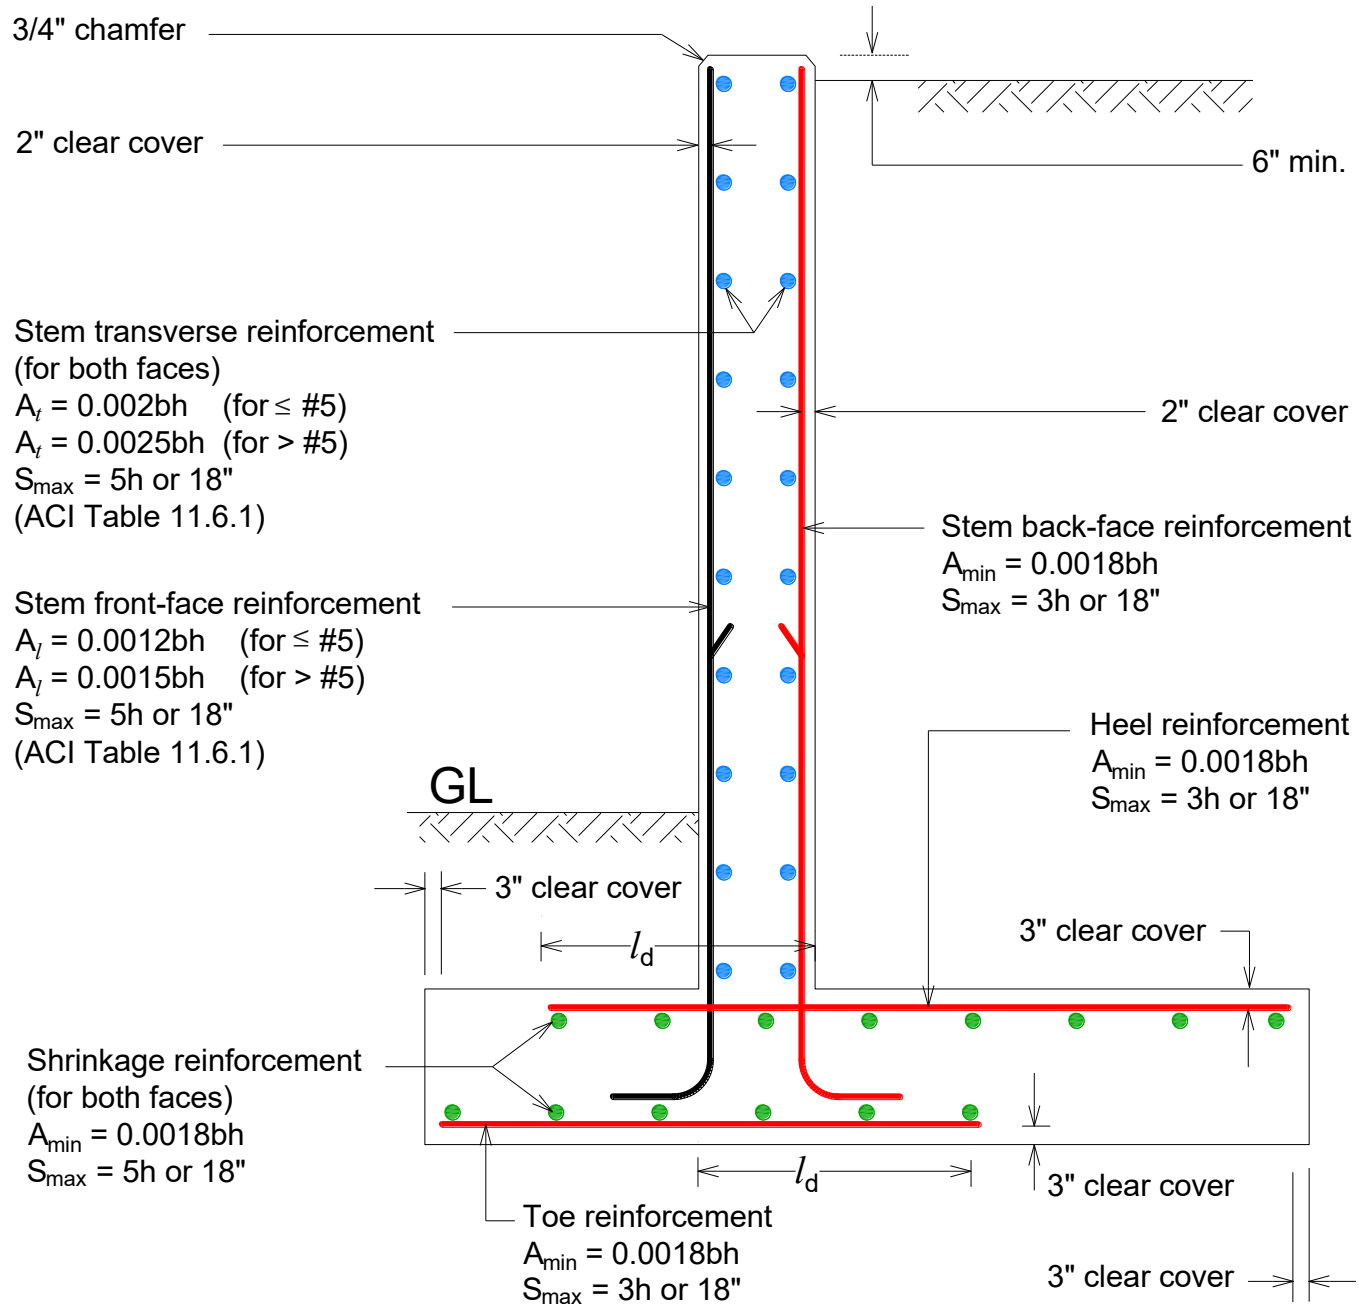 3/4" chamfer
2" clear cover
6" min.
Stem transverse reinforcement
(for both faces)
Aₜ = 0.002bh (for ≤ #5)
Aₜ = 0.0025bh (for > #5)
Smax = 5h or 18"
(ACI Table 11.6.1)
2" clear cover
Stem back-face reinforcement
Amin = 0.0018bh
Smax = 3h or 18"
Stem front-face reinforcement
Aₗ = 0.0012bh (for ≤ #5)
Aₗ = 0.0015bh (for > #5)
Smax = 5h or 18"
(ACI Table 11.6.1)
Heel reinforcement
Amin = 0.0018bh
Smax = 3h or 18"
GL
3" clear cover
ld
3" clear cover
Shrinkage reinforcement
(for both faces)
Amin = 0.0018bh
Smax = 5h or 18"
ld
3" clear cover
Toe reinforcement
Amin = 0.0018bh
Smax = 3h or 18"
3" clear cover